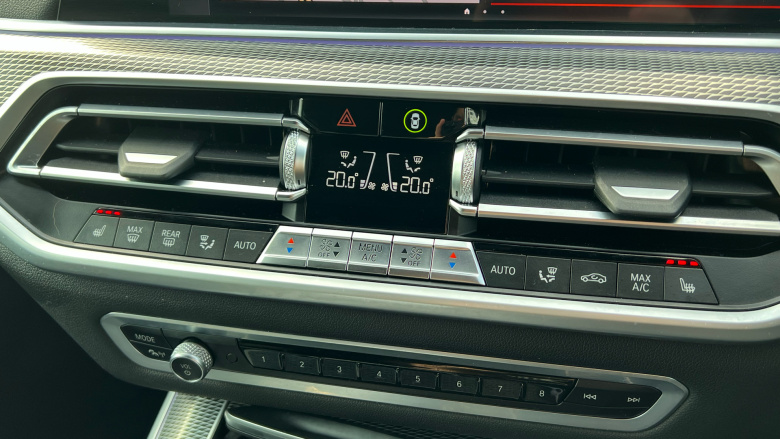 20.0° 20.0°
MAX REAR AUTO OFF MENU A/C OFF AUTO MAX A/C
MODE
VOL 1 2 3 4 5 6 7 8